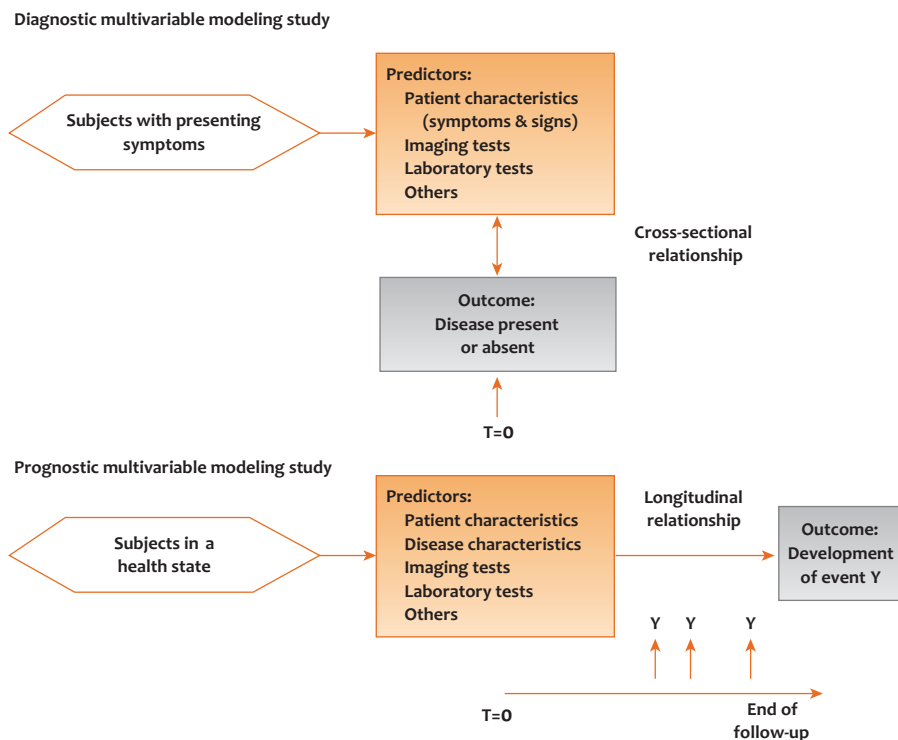 Diagnostic multivariable modeling study
Subjects with presenting
symptoms
Predictors:
Patient characteristics
(symptoms & signs)
Imaging tests
Laboratory tests
Others
Cross-sectional
relationship
Outcome:
Disease present
or absent
T=0
Prognostic multivariable modeling study
Subjects in a
health state
Predictors:
Patient characteristics
Disease characteristics
Imaging tests
Laboratory tests
Others
Longitudinal
relationship
Outcome:
Development
of event Y
Y Y Y
T=0
End of
follow-up